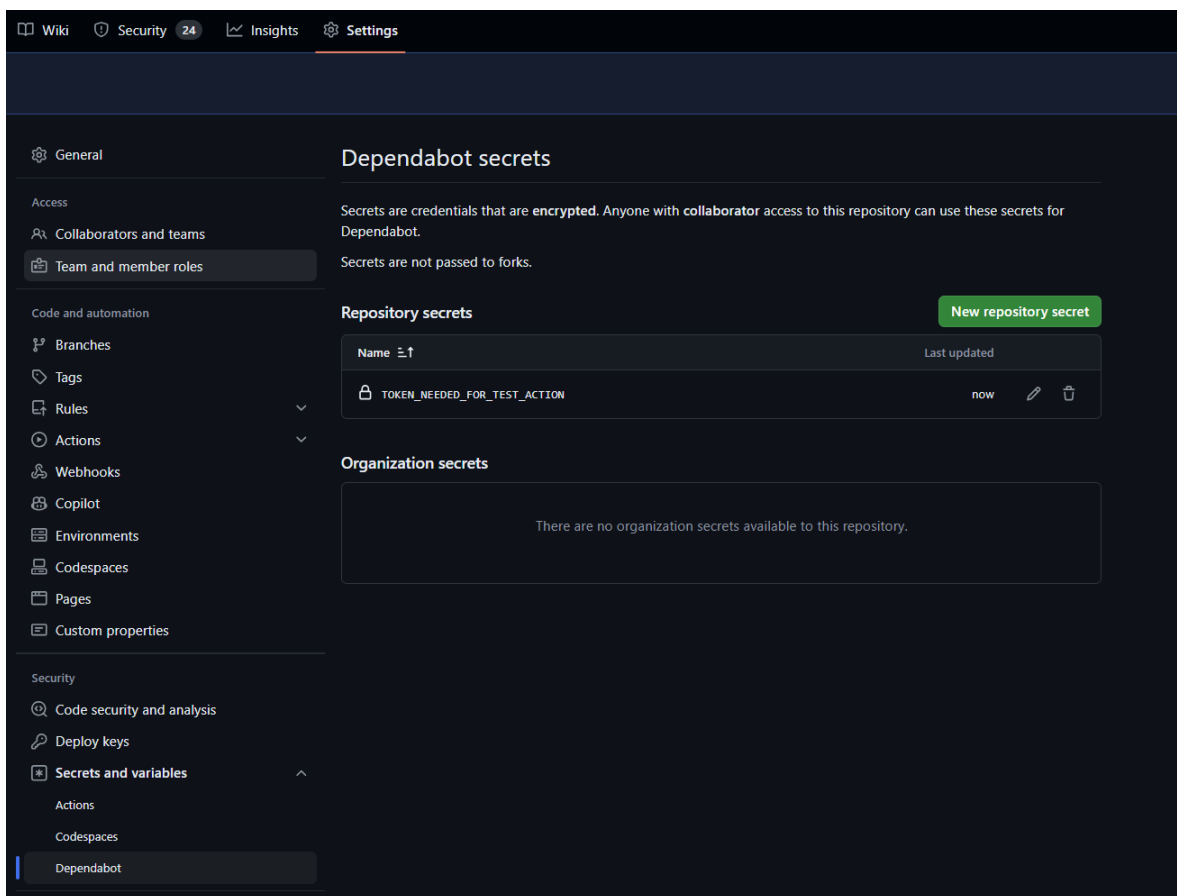 Wiki Security 24 Insights Settings
General
Access
Collaborators and teams
Team and member roles
Code and automation
Branches
Tags
Rules
Actions
Webhooks
Copilot
Environments
Codespaces
Pages
Custom properties
Security
Code security and analysis
Deploy keys
Secrets and variables
Actions
Codespaces
Dependabot
Dependabot secrets
Secrets are credentials that are encrypted. Anyone with collaborator access to this repository can use these secrets for
Dependabot.
Secrets are not passed to forks.
Repository secrets New repository secret
Name Last updated
TOKEN_NEEDED_FOR_TEST_ACTION now
Organization secrets
There are no organization secrets available to this repository.